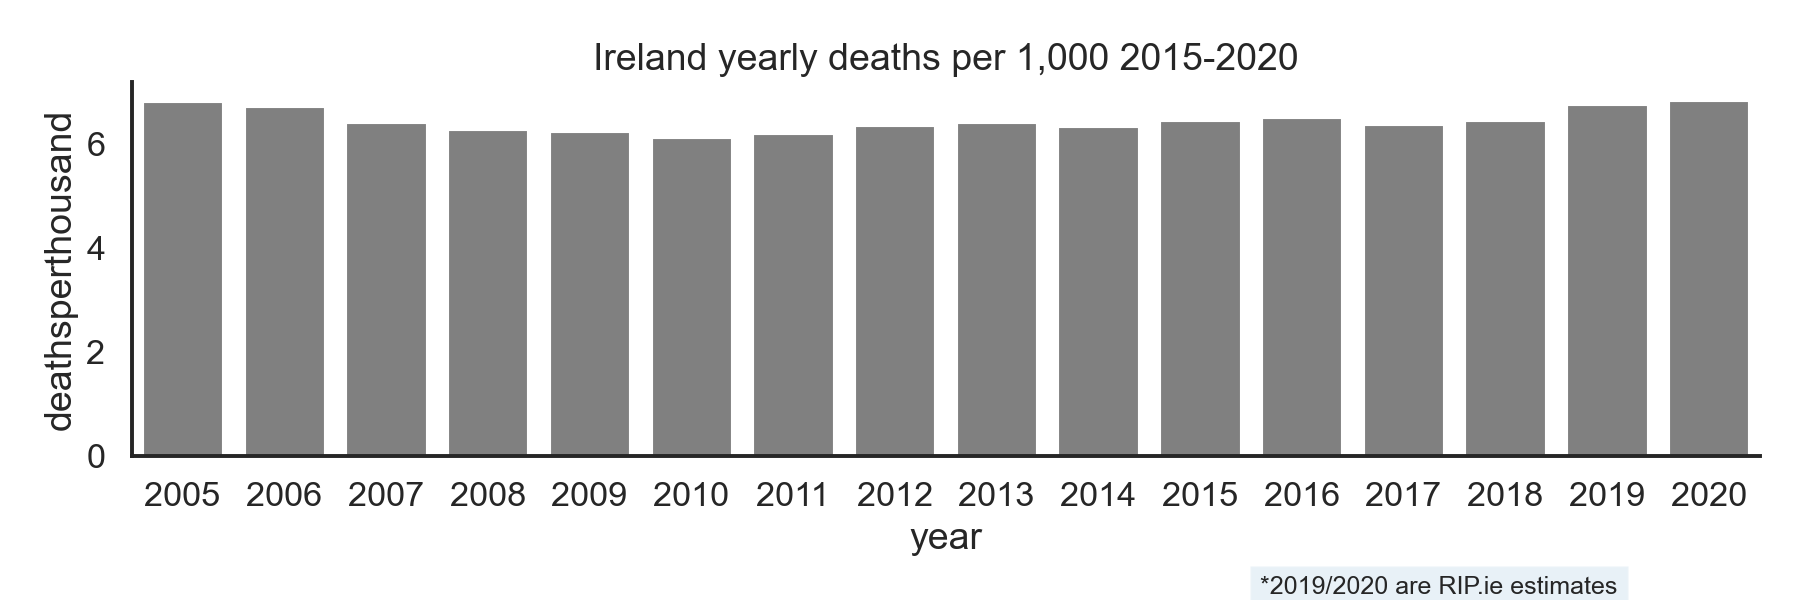 Ireland yearly deaths per 1,000 2015-2020
deathsperthousand
6
4
2
0
2005 2006 2007 2008 2009 2010 2011 2012 2013 2014 2015 2016 2017 2018 2019 2020
year
*2019/2020 are RIP.ie estimates